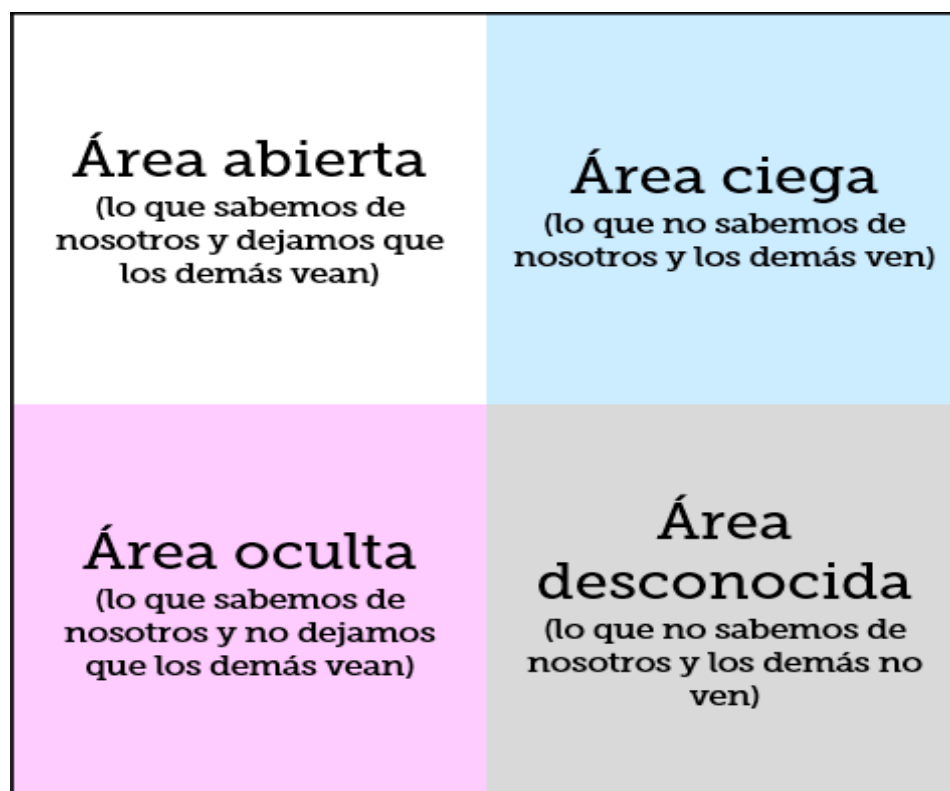 Área abierta
(lo que sabemos de
nosotros y dejamos que
los demás vean)
Área ciega
(lo que no sabemos de
nosotros y los demás ven)
Área oculta
(lo que sabemos de
nosotros y no dejamos
que los demás vean)
Área
desconocida
(lo que no sabemos de
nosotros y los demás no
ven)